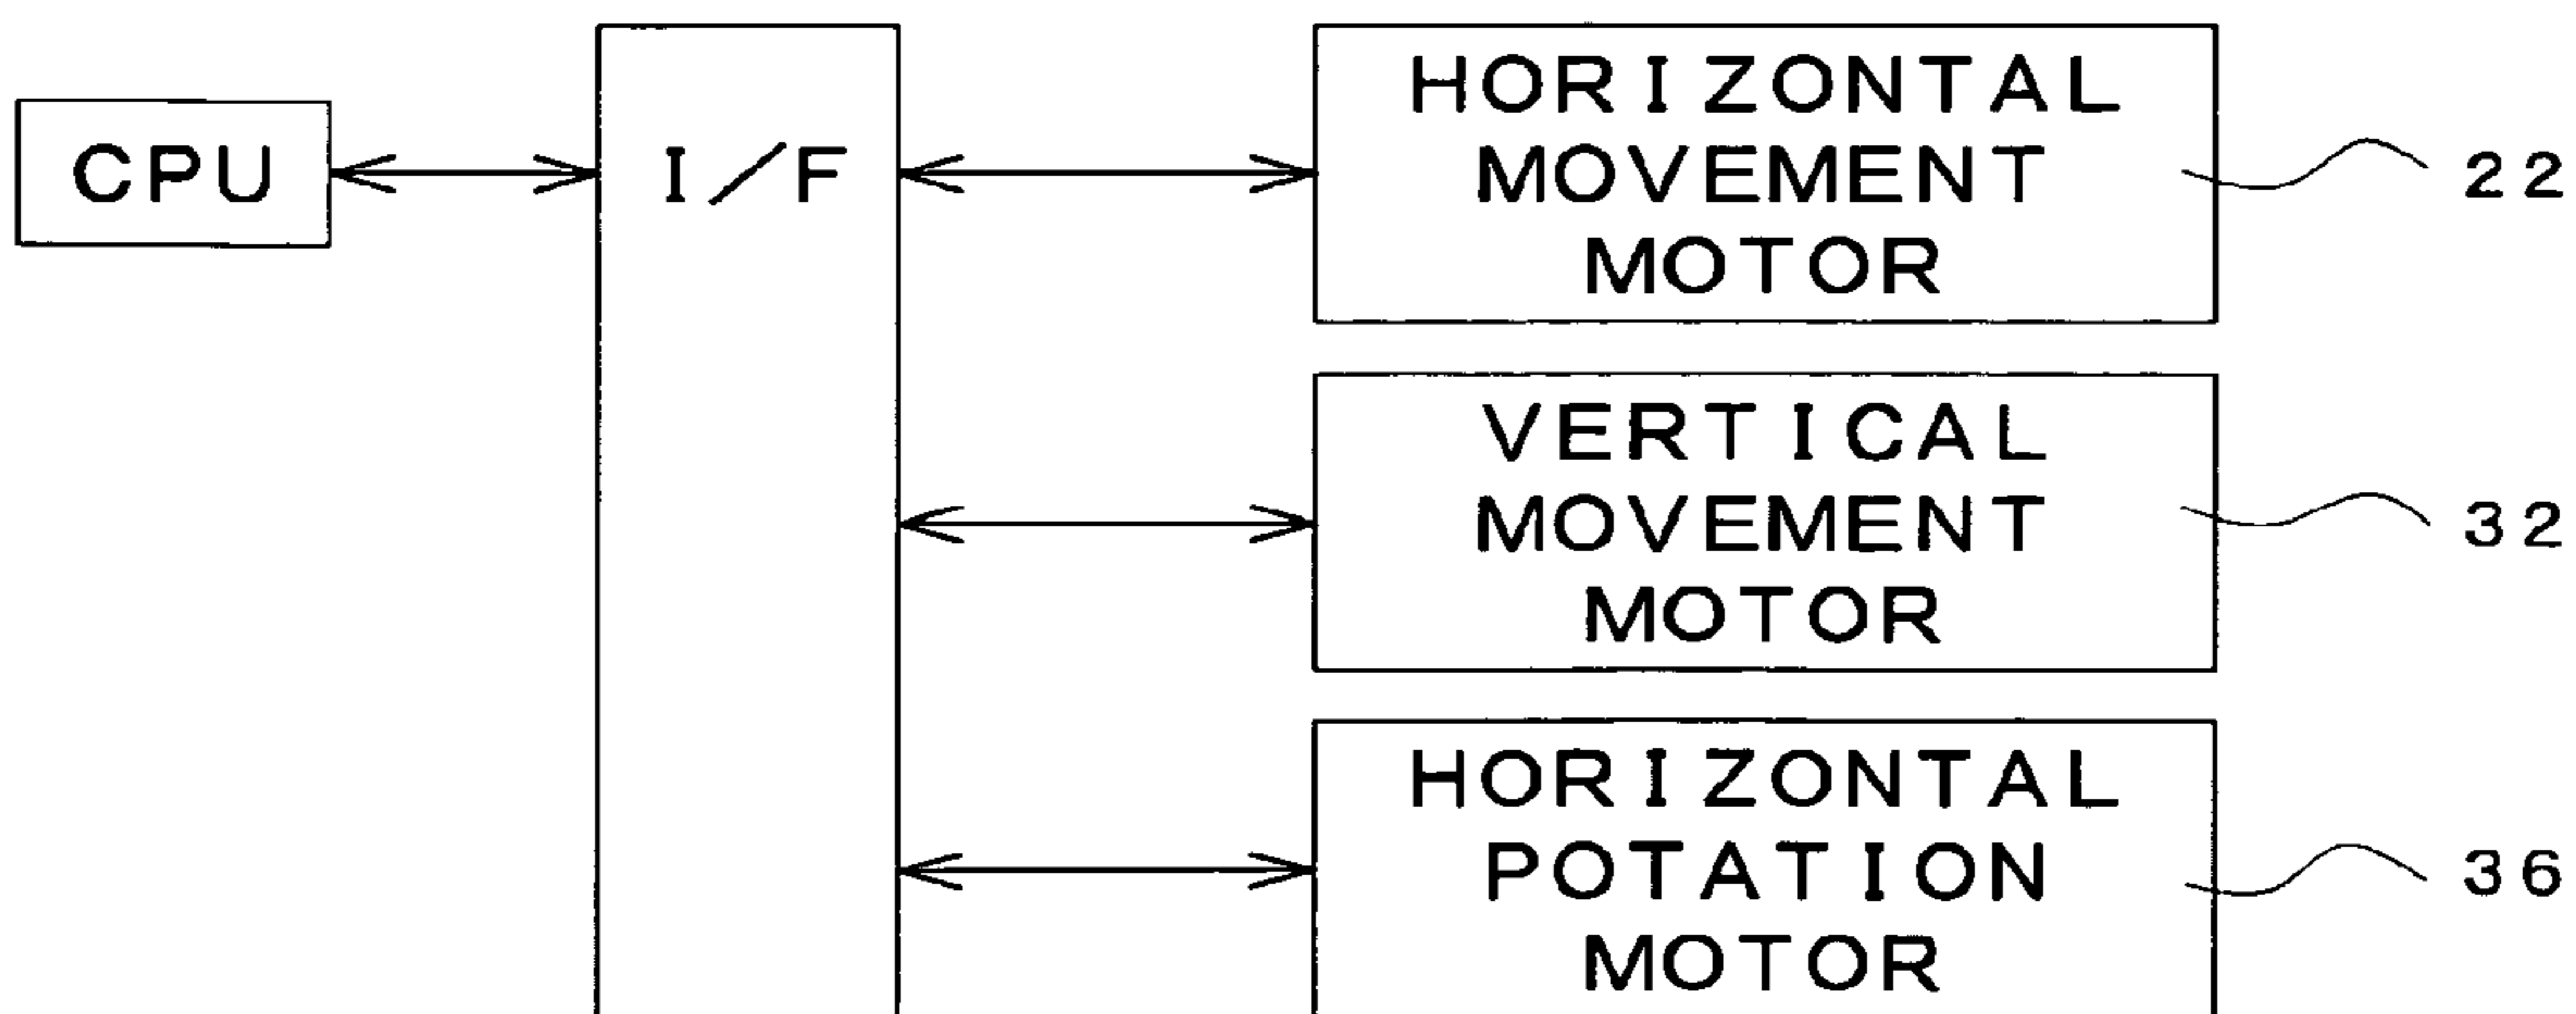 CPU
I/F
HORIZONTAL
MOVEMENT
MOTOR
22
VERTICAL
MOVEMENT
MOTOR
32
HORIZONTAL
POTATION
MOTOR
36